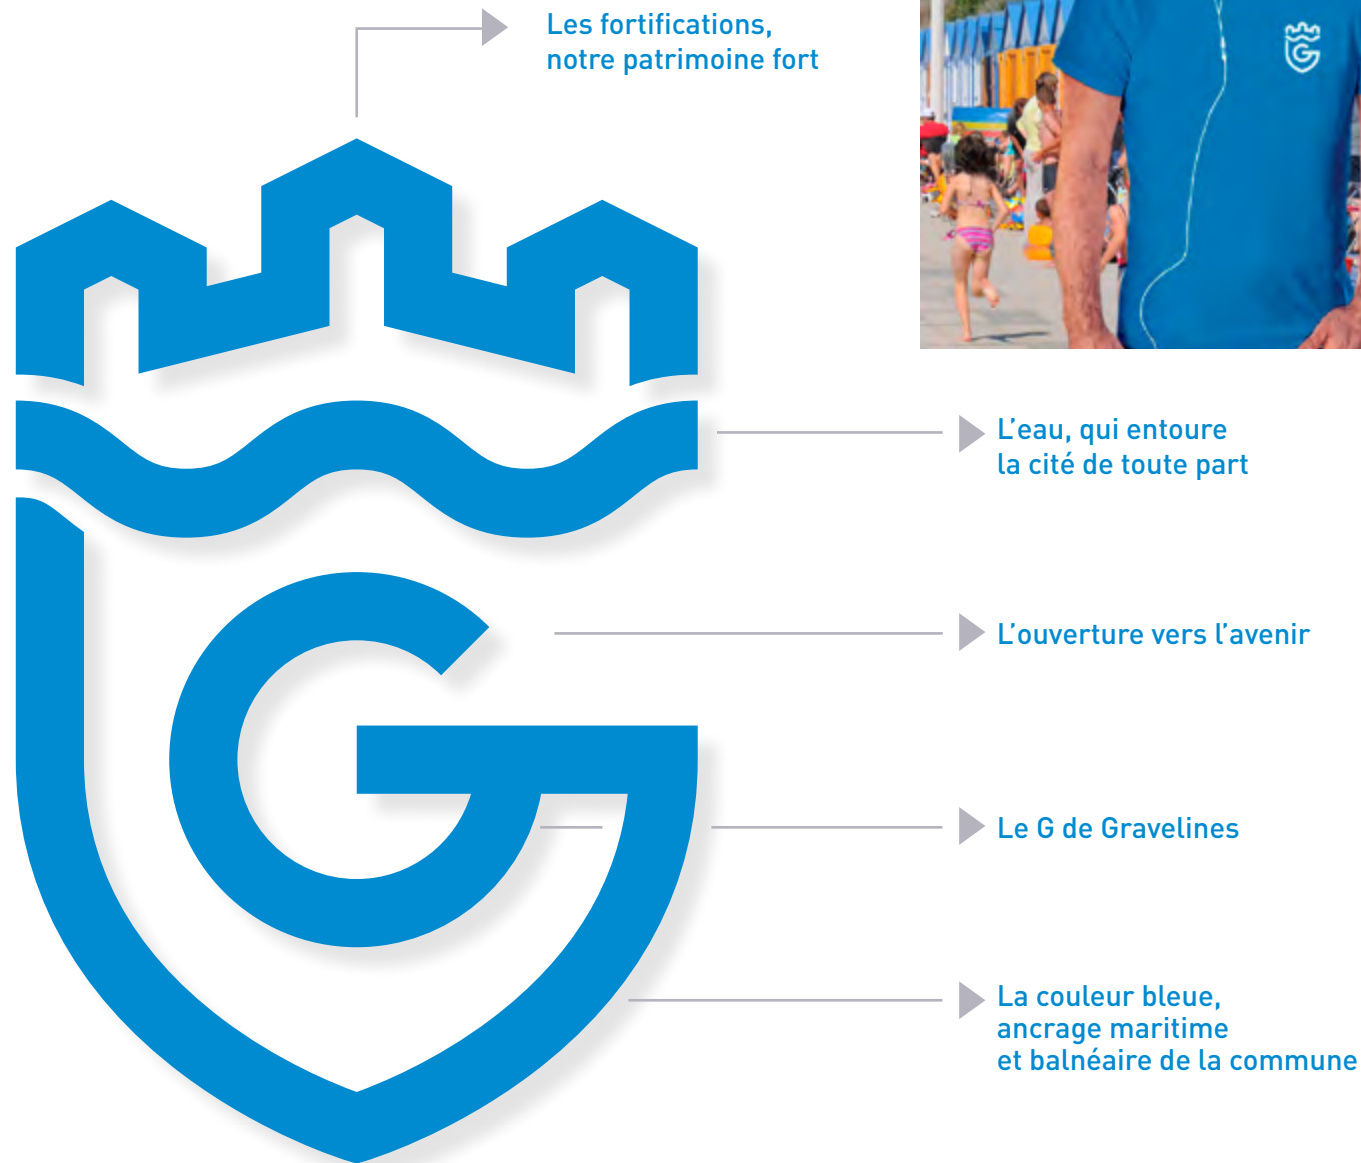 Les fortifications,
notre patrimoine fort
L’eau, qui entoure
la cité de toute part
L’ouverture vers l’avenir
Le G de Gravelines
La couleur bleue,
ancrage maritime
et balnéaire de la commune
G
G